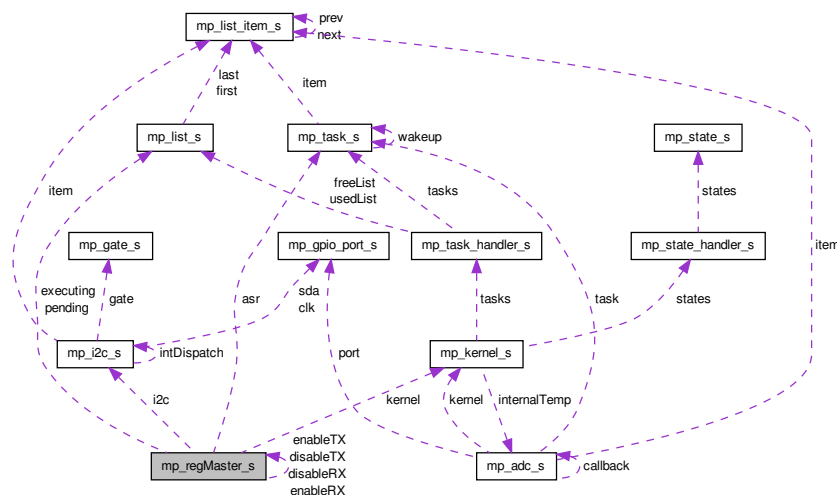 mp_list_item_s
prev
next
last
first
item
mp_list_s
mp_task_s
wakeup
mp_state_s
item
freeList
usedList
tasks
states
mp_gate_s
mp_gpio_port_s
mp_task_handler_s
mp_state_handler_s
item
executing
pending
gate
asr
sda
clk
tasks
task
states
mp_i2c_s
intDispatch
port
mp_kernel_s
i2c
kernel
kernel
internalTemp
mp_regMaster_s
enableTX
disableTX
disableRX
enableRX
mp_adc_s
callback